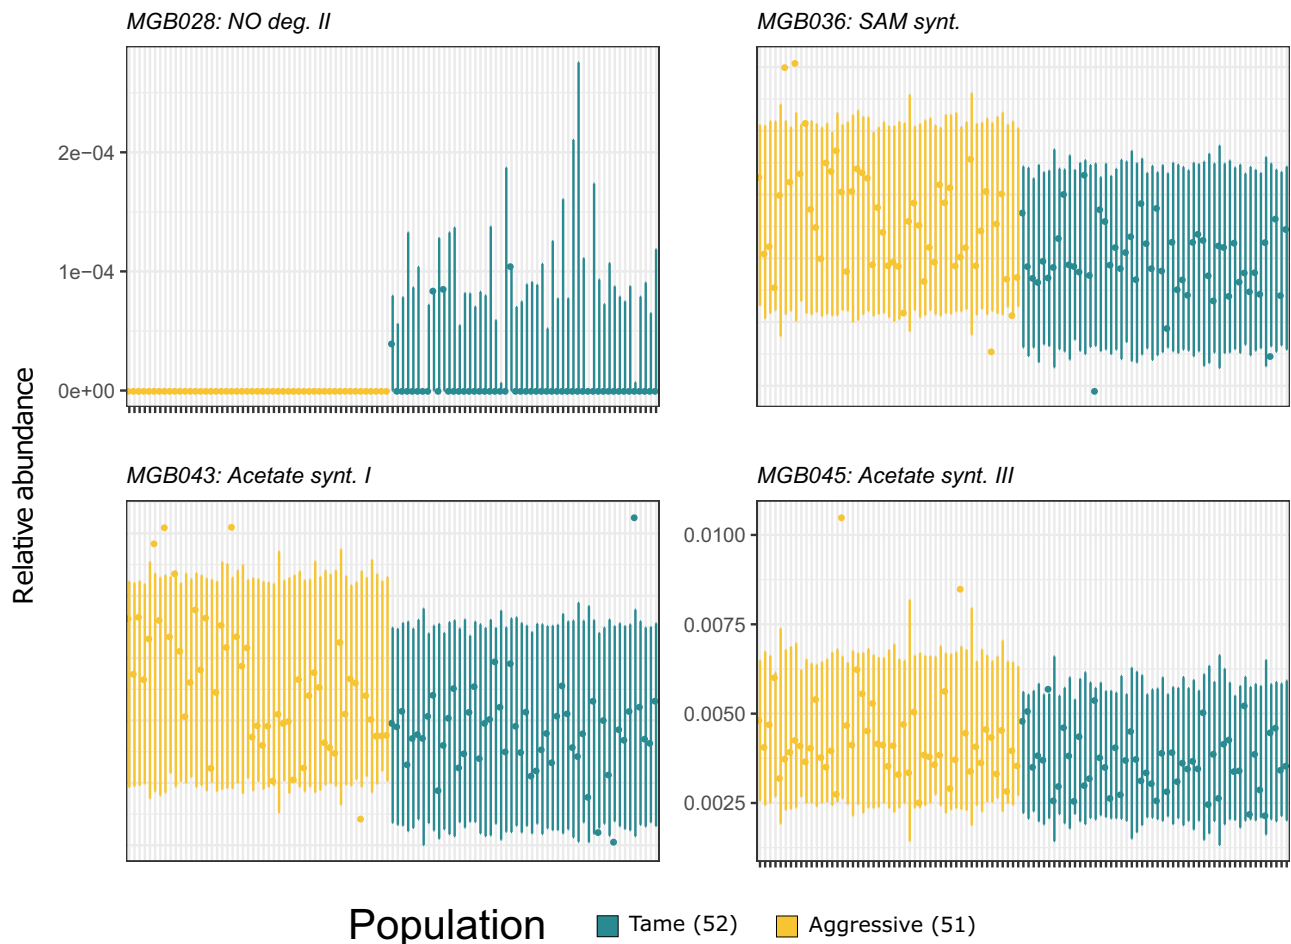 MGB028: NO deg. II
MGB036: SAM synt.
2e−04
1e−04
0e+00
MGB043: Acetate synt. I
MGB045: Acetate synt. III
0.0100
0.0075
0.0050
0.0025
Relative abundance
Population
Tame (52)
Aggressive (51)